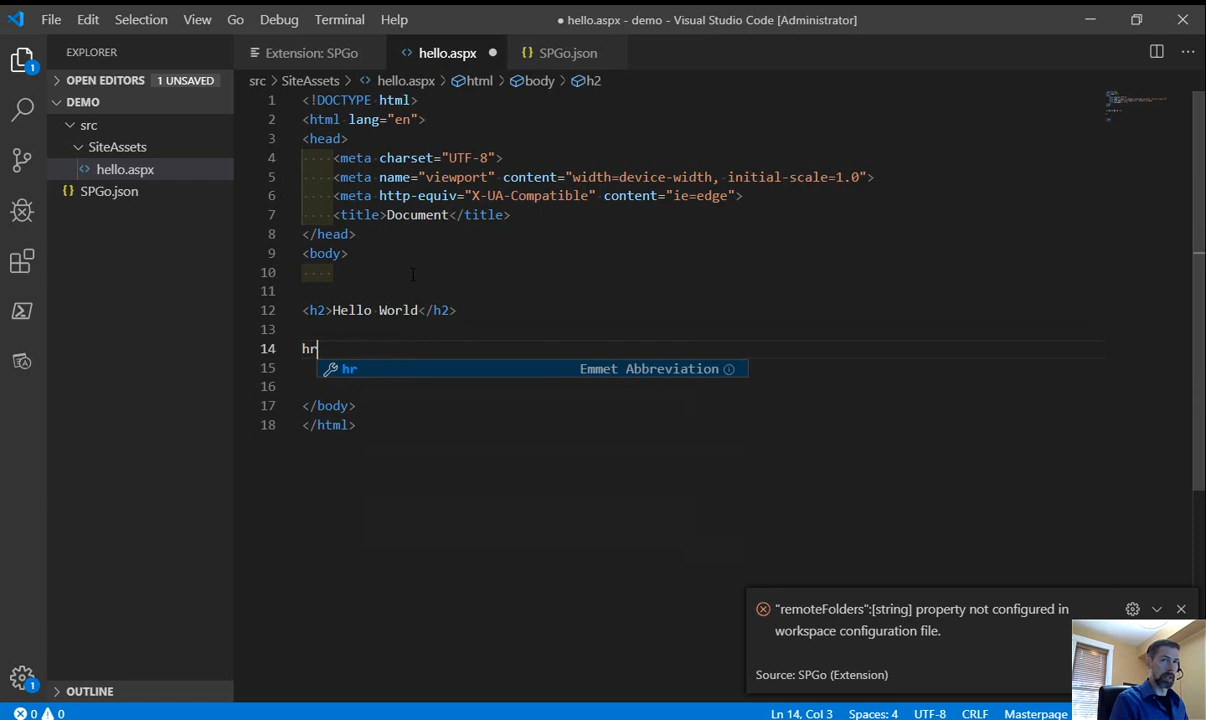 File Edit Selection View Go Debug Terminal Help ● hello.aspx - demo - Visual Studio Code [Administrator]
EXPLORER Extension: SPGo hello.aspx ● SPGo.json
OPEN EDITORS 1 UNSAVED
src > SiteAssets > hello.aspx > html > body > h2
DEMO
src
SiteAssets
hello.aspx
SPGo.json
1 <!DOCTYPE html>
2 <html lang="en">
3 <head>
4 <meta charset="UTF-8">
5 <meta name="viewport" content="width=device-width, initial-scale=1.0">
6 <meta http-equiv="X-UA-Compatible" content="ie=edge">
7 <title>Document</title>
8 </head>
9 <body>
10
11
12 <h2>Hello World</h2>
13
14 hr
15 hr Emmet Abbreviation
16
17 </body>
18 </html>
1
1
"remoteFolders":[string] property not configured in
workspace configuration file.
Source: SPGo (Extension)
OUTLINE
0 0 Ln 14, Col 3 Spaces: 4 UTF-8 CRLF Masterpage